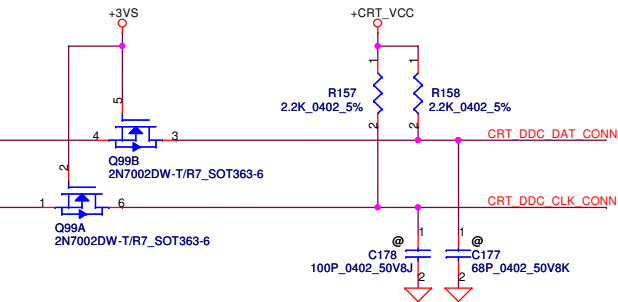 +3VS
+CRT_VCC
1
1
R157
2.2K_0402_5%
R158
2.2K_0402_5%
5
2
2
4
3
CRT_DDC_DAT_CONN
Q99B
2N7002DW-T/R7_SOT363-6
2
1
6
CRT_DDC_CLK_CONN
Q99A
2N7002DW-T/R7_SOT363-6
@
1
@
1
C178
100P_0402_50V8J
C177
68P_0402_50V8K
2
2